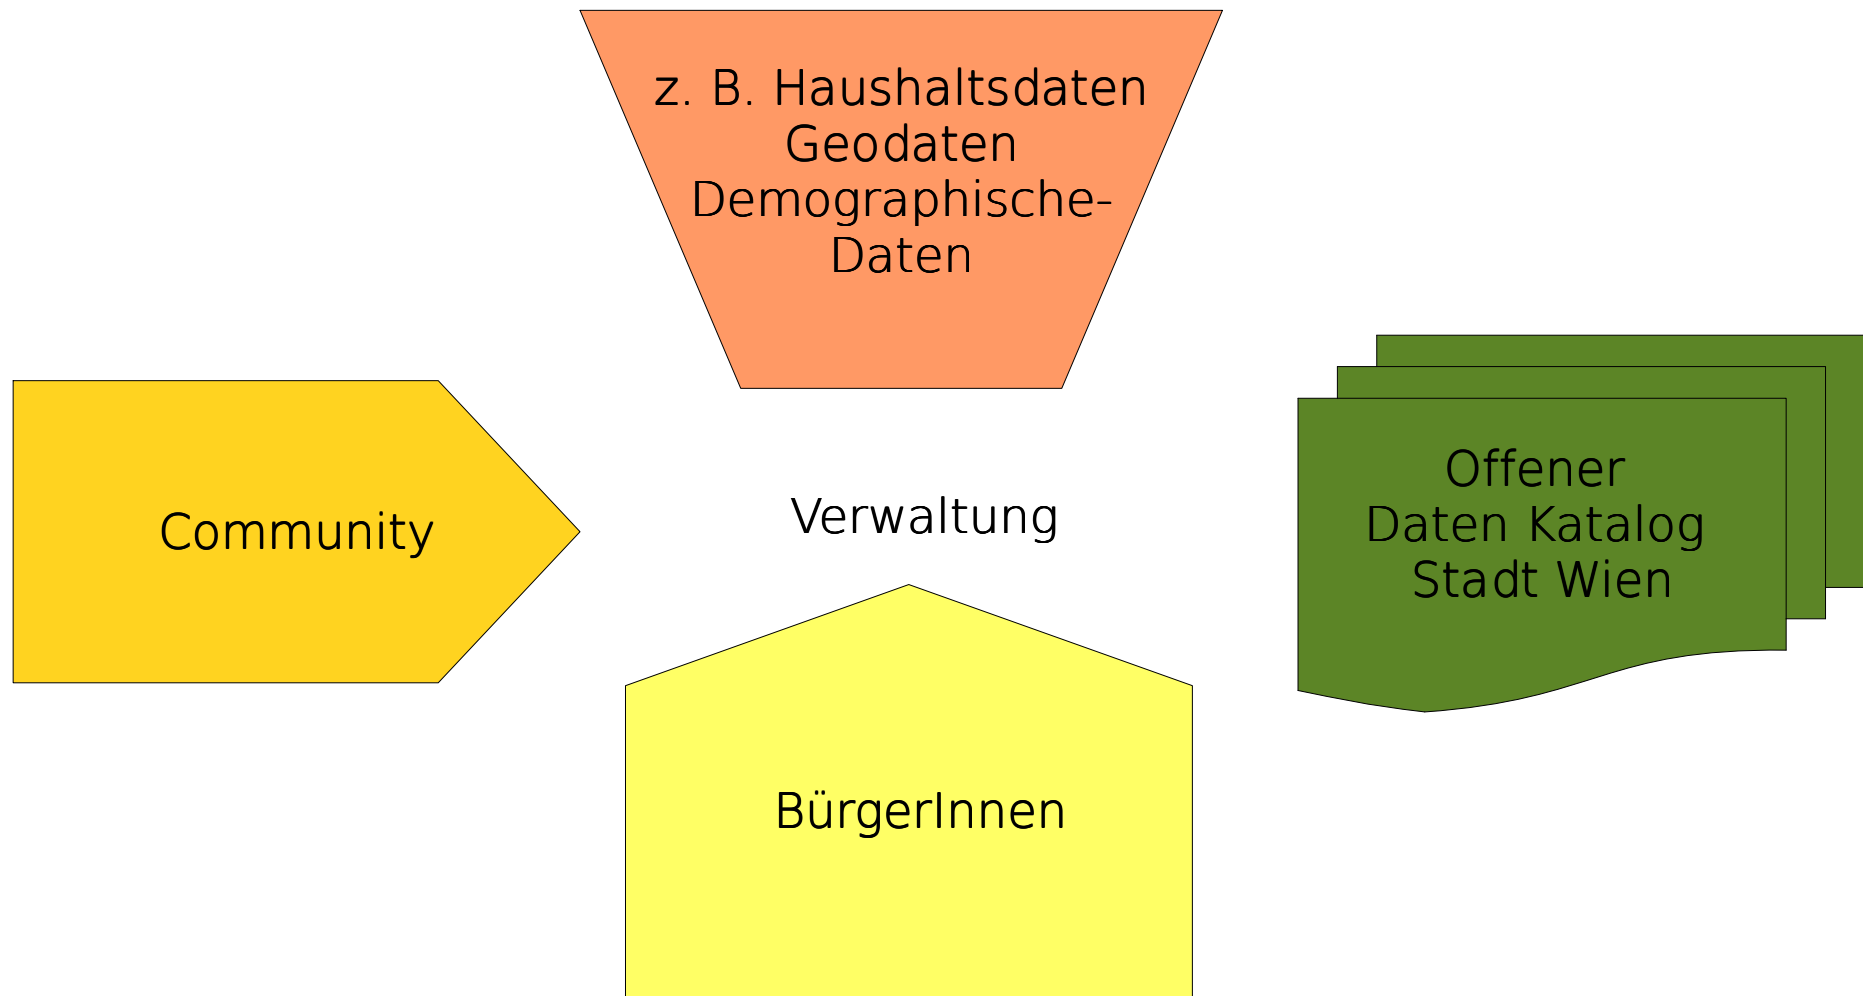 z. B. Haushaltsdaten
Geodaten
Demographische-
Daten
Community
Verwaltung
Offener
Daten Katalog
Stadt Wien
BürgerInnen